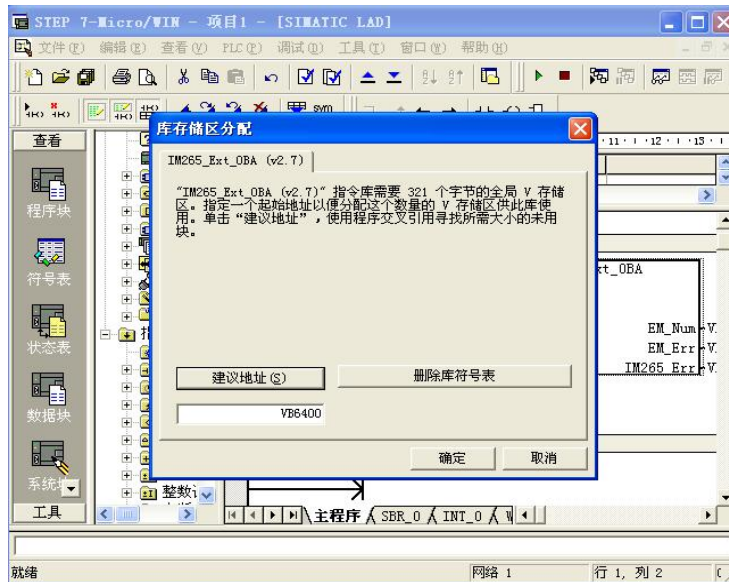 STEP 7-Micro/WIN - 项目1 - [SIMATIC LAD]
文件(F) 编辑(E) 查看(V) PLC(P) 调试(D) 工具(T) 窗口(W) 帮助(H)
sym
查看
程序块
符号表
状态表
数据块
系统
工具
11 12 13
库存储区分配
IM265_Ext_OBA (v2.7)
“IM265_Ext_OBA (v2.7)” 指令库需要 321 个字节的全局 V 存储
区。指定一个起始地址以便分配这个数量的 V 存储区供此库使
用。单击“建议地址”，使用程序交叉引用寻找所需大小的未用
块。
建议地址(S)
删除库符号表
VB6400
确定
取消
xt_OBA
EM_Num
EM_Err
IM265_Err
整数
主程序 SBR_0 INT_0
就绪
网络 1
行 1, 列 2